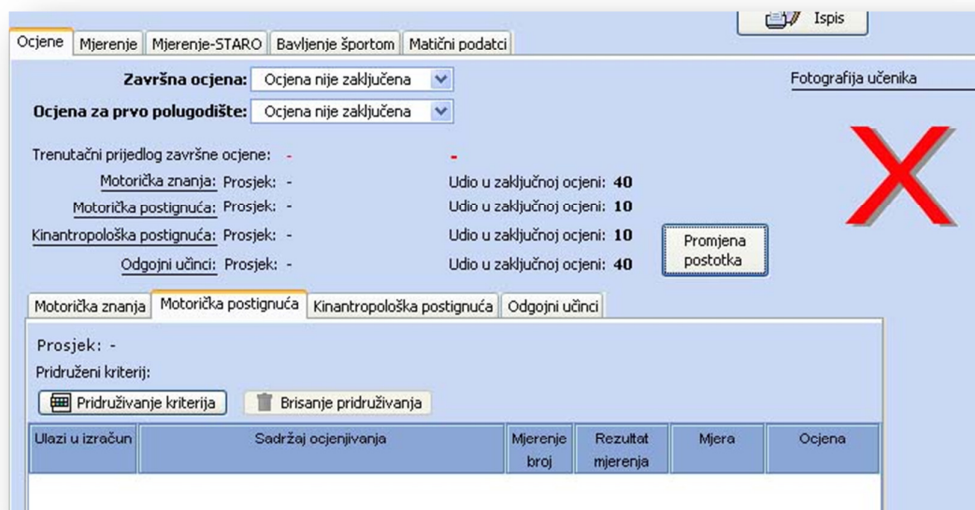 Ispis
Ocjene Mjerenje Mjerenje-STARO Bavljenje športom Matični podatci
Završna ocjena: Ocjena nije zaključena
Fotografija učenika
Ocjena za prvo polugodište: Ocjena nije zaključena
Trenutačni prijedlog završne ocjene: - -
Motorička znanja: Prosjek: - Udio u zaključnoj ocjeni: 40
Motorička postignuća: Prosjek: - Udio u zaključnoj ocjeni: 10
Kinantropološka postignuća: Prosjek: - Udio u zaključnoj ocjeni: 10
Odgojni učinci: Prosjek: - Udio u zaključnoj ocjeni: 40
Promjena
postotka
Motorička znanja Motorička postignuća Kinantropološka postignuća Odgojni učinci
Prosjek: -
Pridruženi kriterij:
Pridruživanje kriterija Brisanje pridruživanja
Ulazi u izračun Sadržaj ocjenjivanja Mjerenje broj Rezultat mjerenja Mjera Ocjena